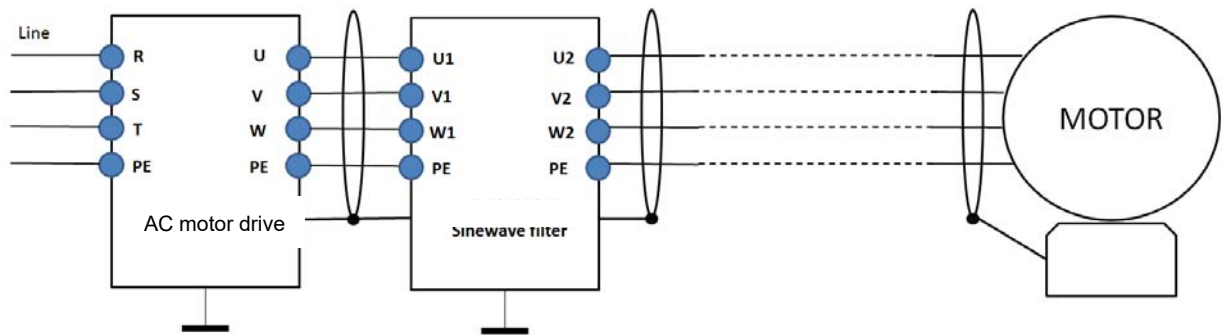 Line
R
S
T
PE
U
V
W
PE
AC motor drive
U1
V1
W1
PE
U2
V2
W2
PE
Sinewave filter
MOTOR